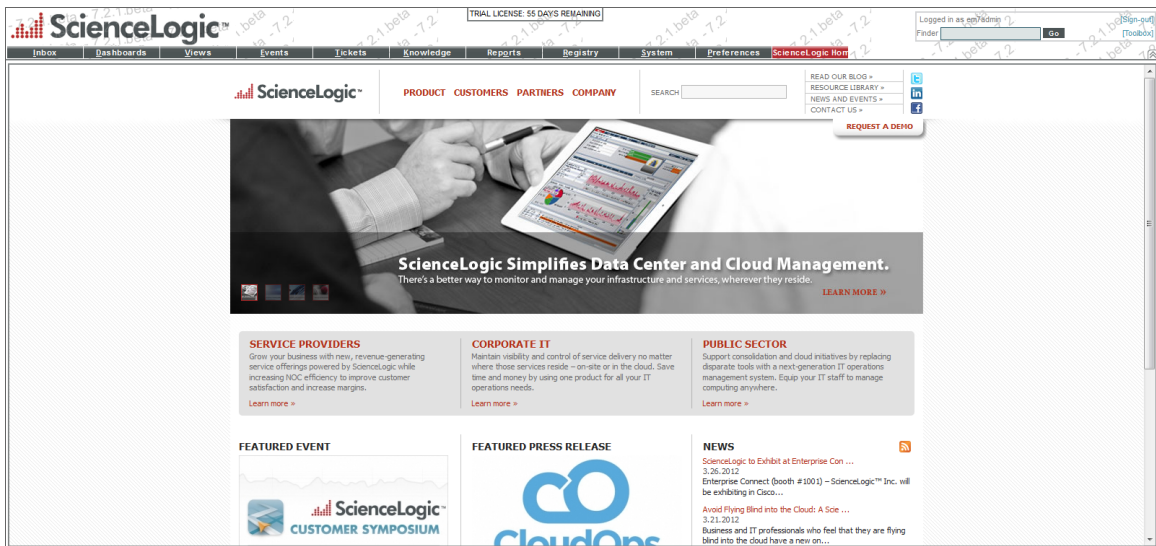 ScienceLogic™
7.2.1.beta
TRIAL LICENSE: 55 DAYS REMAINING
Logged in as em7admin
[Sign-out]
Finder
Go
[Toolbox]
Inbox Dashboards Views Events Tickets Knowledge Reports Registry System Preferences ScienceLogic Hom
ScienceLogic™
PRODUCT CUSTOMERS PARTNERS COMPANY
SEARCH
READ OUR BLOG »
RESOURCE LIBRARY »
NEWS AND EVENTS »
CONTACT US »
REQUEST A DEMO
ScienceLogic Simplifies Data Center and Cloud Management.
There's a better way to monitor and manage your infrastructure and services, wherever they reside.
LEARN MORE »
SERVICE PROVIDERS
Grow your business with new, revenue-generating
service offerings powered by ScienceLogic while
increasing NOC efficiency to improve customer
satisfaction and increase margins.
Learn more »
CORPORATE IT
Maintain visibility and control of service delivery no matter
where those services reside – on-site or in the cloud. Save
time and money by using one product for all your IT
operations needs.
Learn more »
PUBLIC SECTOR
Support consolidation and cloud initiatives by replacing
disparate tools with a next-generation IT operations
management system. Equip your IT staff to manage
computing anywhere.
Learn more »
FEATURED EVENT
ScienceLogic™
CUSTOMER SYMPOSIUM
FEATURED PRESS RELEASE
CloudOps
NEWS
ScienceLogic to Exhibit at Enterprise Con ...
3.26.2012
Enterprise Connect (booth #1001) – ScienceLogic™ Inc. will
be exhibiting in Cisco...
Avoid Flying Blind into the Cloud: A Scie ...
3.21.2012
Business and IT professionals who feel that they are flying
blind into the cloud have a new on...